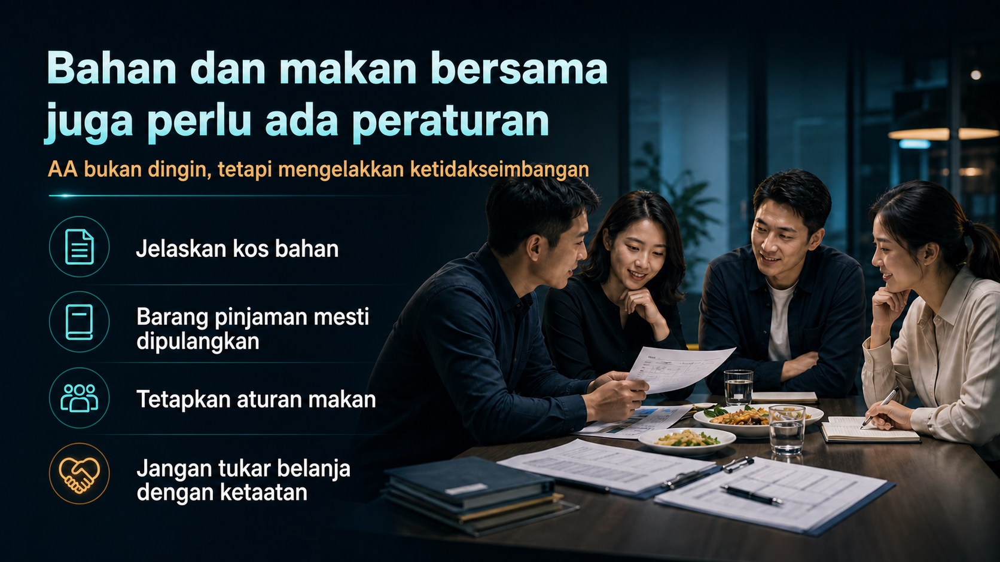 Bahan dan makan bersama
juga perlu ada peraturan
AA bukan dingin, tetapi mengelakkan ketidakseimbangan
Jelaskan kos bahan
Barang pinjaman mesti
dipulangkan
Tetapkan aturan makan
Jangan tukar belanja
dengan ketaatan